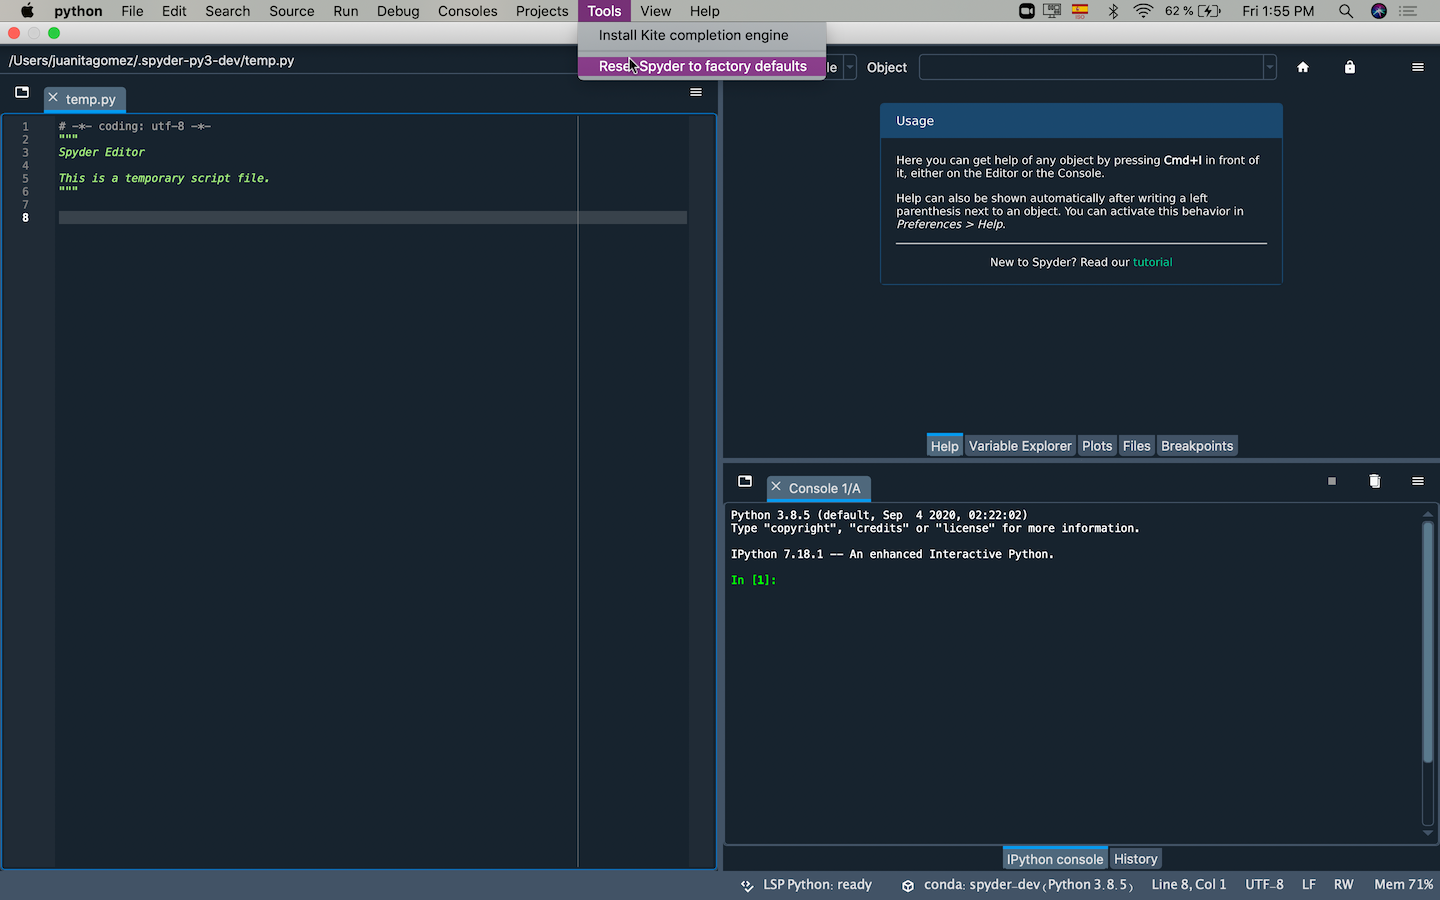 python File Edit Search Source Run Debug Consoles Projects Tools View Help 62 % Fri 1:55 PM
Install Kite completion engine
Reset Spyder to factory defaults
/Users/juanitagomez/.spyder-py3-dev/temp.py
Object
temp.py
1 # -*- coding: utf-8 -*-
2 """
3 Spyder Editor
4
5 This is a temporary script file.
6 """
7
8
Usage
Here you can get help of any object by pressing Cmd+I in front of
it, either on the Editor or the Console.
Help can also be shown automatically after writing a left
parenthesis next to an object. You can activate this behavior in
Preferences > Help.
New to Spyder? Read our tutorial
Help Variable Explorer Plots Files Breakpoints
Console 1/A
Python 3.8.5 (default, Sep  4 2020, 02:22:02)
Type "copyright", "credits" or "license" for more information.
IPython 7.18.1 -- An enhanced Interactive Python.
In [1]:
IPython console History
LSP Python: ready conda: spyder-dev (Python 3.8.5) Line 8, Col 1 UTF-8 LF RW Mem 71%